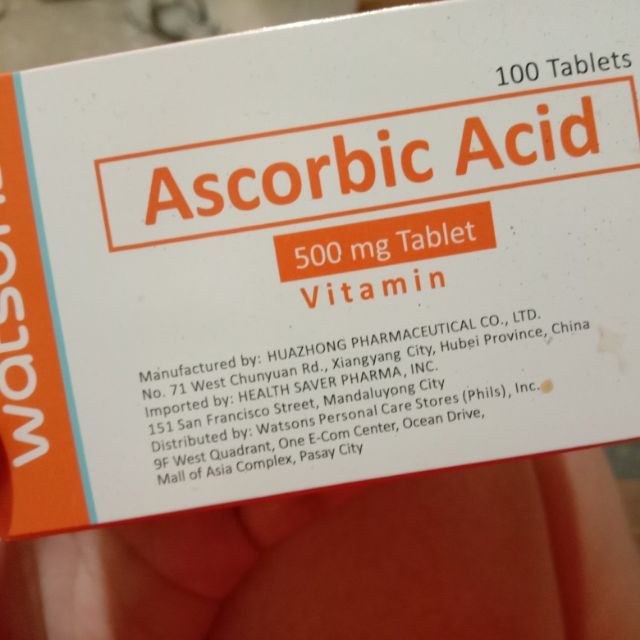 100 Tablets
Ascorbic Acid
500 mg Tablet
Vitamin
Manufactured by: HUAZHONG PHARMACEUTICAL CO., LTD.
No. 71 West Chunyuan Rd., Xiangyang City, Hubei Province, China
Imported by: HEALTH SAVER PHARMA, INC.
151 San Francisco Street, Mandaluyong City
Distributed by: Watsons Personal Care Stores (Phils), Inc.
9F West Quadrant, One E-Com Center, Ocean Drive,
Mall of Asia Complex, Pasay City
watsons